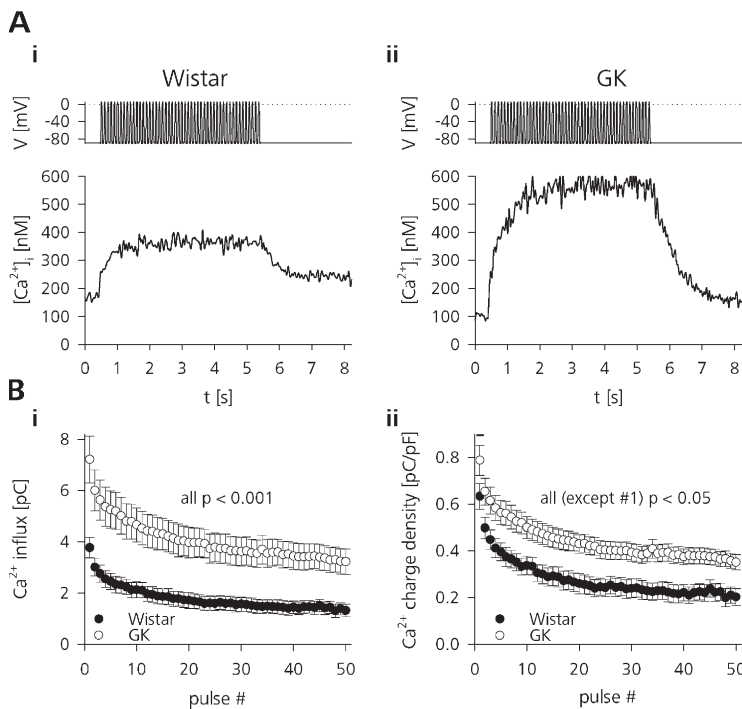 A
i
Wistar
V [mV]
0
-40
-80
[Ca²⁺]ᵢ [nM]
600
500
400
300
200
100
0
0 1 2 3 4 5 6 7 8
t [s]
ii
GK
V [mV]
0
-40
-80
[Ca²⁺]ᵢ [nM]
600
500
400
300
200
100
0
0 1 2 3 4 5 6 7 8
t [s]
B
i
Ca²⁺ influx [pC]
8
6
4
2
0
all p < 0.001
Wistar
GK
0 10 20 30 40 50
pulse #
ii
Ca²⁺ charge density [pC/pF]
0.8
0.6
0.4
0.2
0.0
all (except #1) p < 0.05
Wistar
GK
0 10 20 30 40 50
pulse #